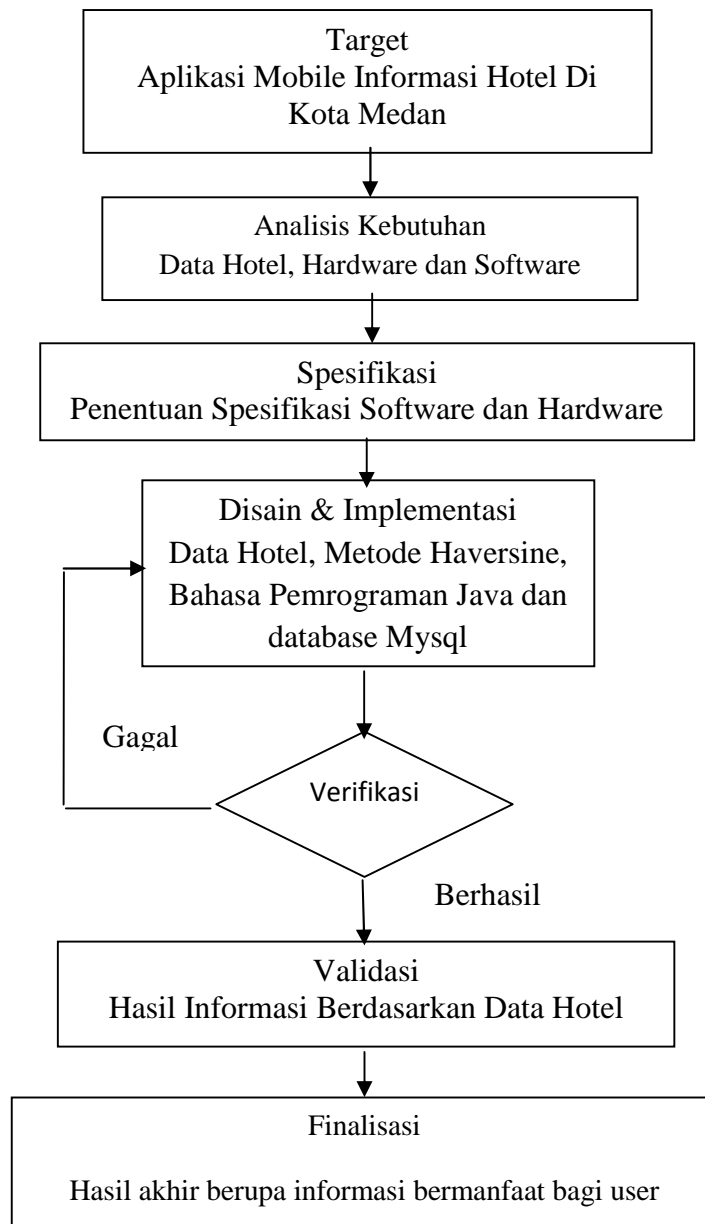 Target
Aplikasi Mobile Informasi Hotel Di
Kota Medan
Analisis Kebutuhan
Data Hotel, Hardware dan Software
Spesifikasi
Penentuan Spesifikasi Software dan Hardware
Disain & Implementasi
Data Hotel, Metode Haversine,
Bahasa Pemrograman Java dan
database Mysql
Gagal
Verifikasi
Berhasil
Validasi
Hasil Informasi Berdasarkan Data Hotel
Finalisasi
Hasil akhir berupa informasi bermanfaat bagi user